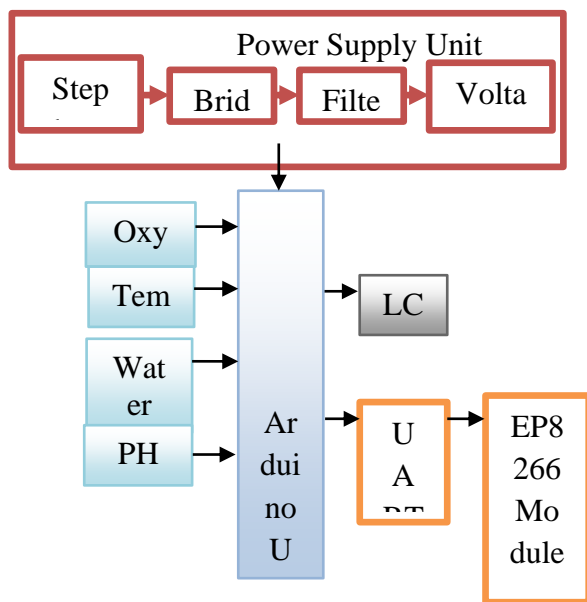 Power Supply Unit
Step
Brid
Filte
Volta
Oxy
Tem
Wat
er
PH
Ar
dui
no
U
LC
U
A
RT
EP8
266
Mo
dule